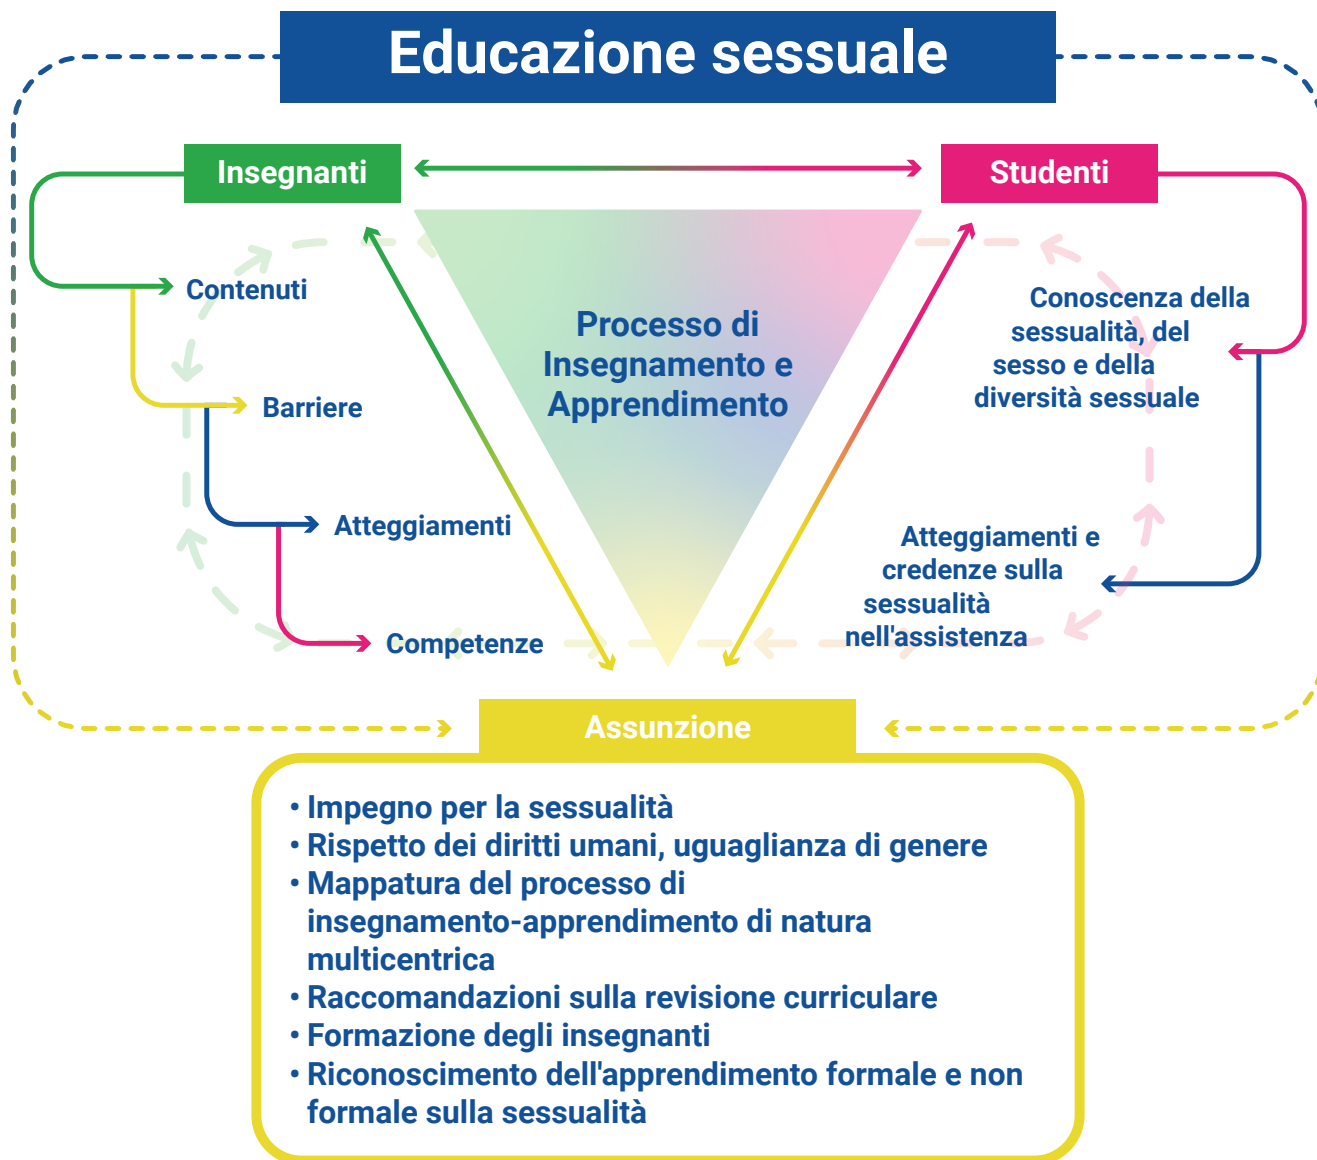 Educazione sessuale
Insegnanti
Studenti
Contenuti
Barriere
Atteggiamenti
Competenze
Processo di
Insegnamento e
Apprendimento
Conoscenza della
sessualità, del
sesso e della
diversità sessuale
Atteggiamenti e
credenze sulla
sessualità
nell'assistenza
Assunzione
• Impegno per la sessualità
• Rispetto dei diritti umani, uguaglianza di genere
• Mappatura del processo di
insegnamento-apprendimento di natura
multicentrica
• Raccomandazioni sulla revisione curriculare
• Formazione degli insegnanti
• Riconoscimento dell'apprendimento formale e non
formale sulla sessualità